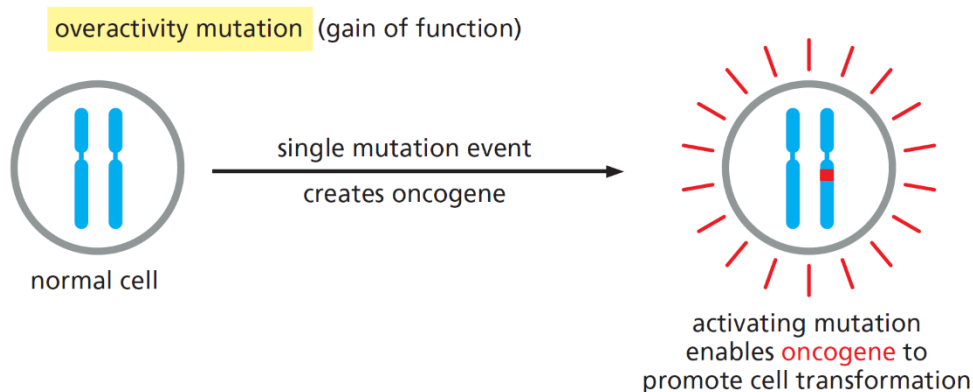 overactivity mutation (gain of function)
single mutation event
creates oncogene
normal cell
activating mutation
enables oncogene to
promote cell transformation